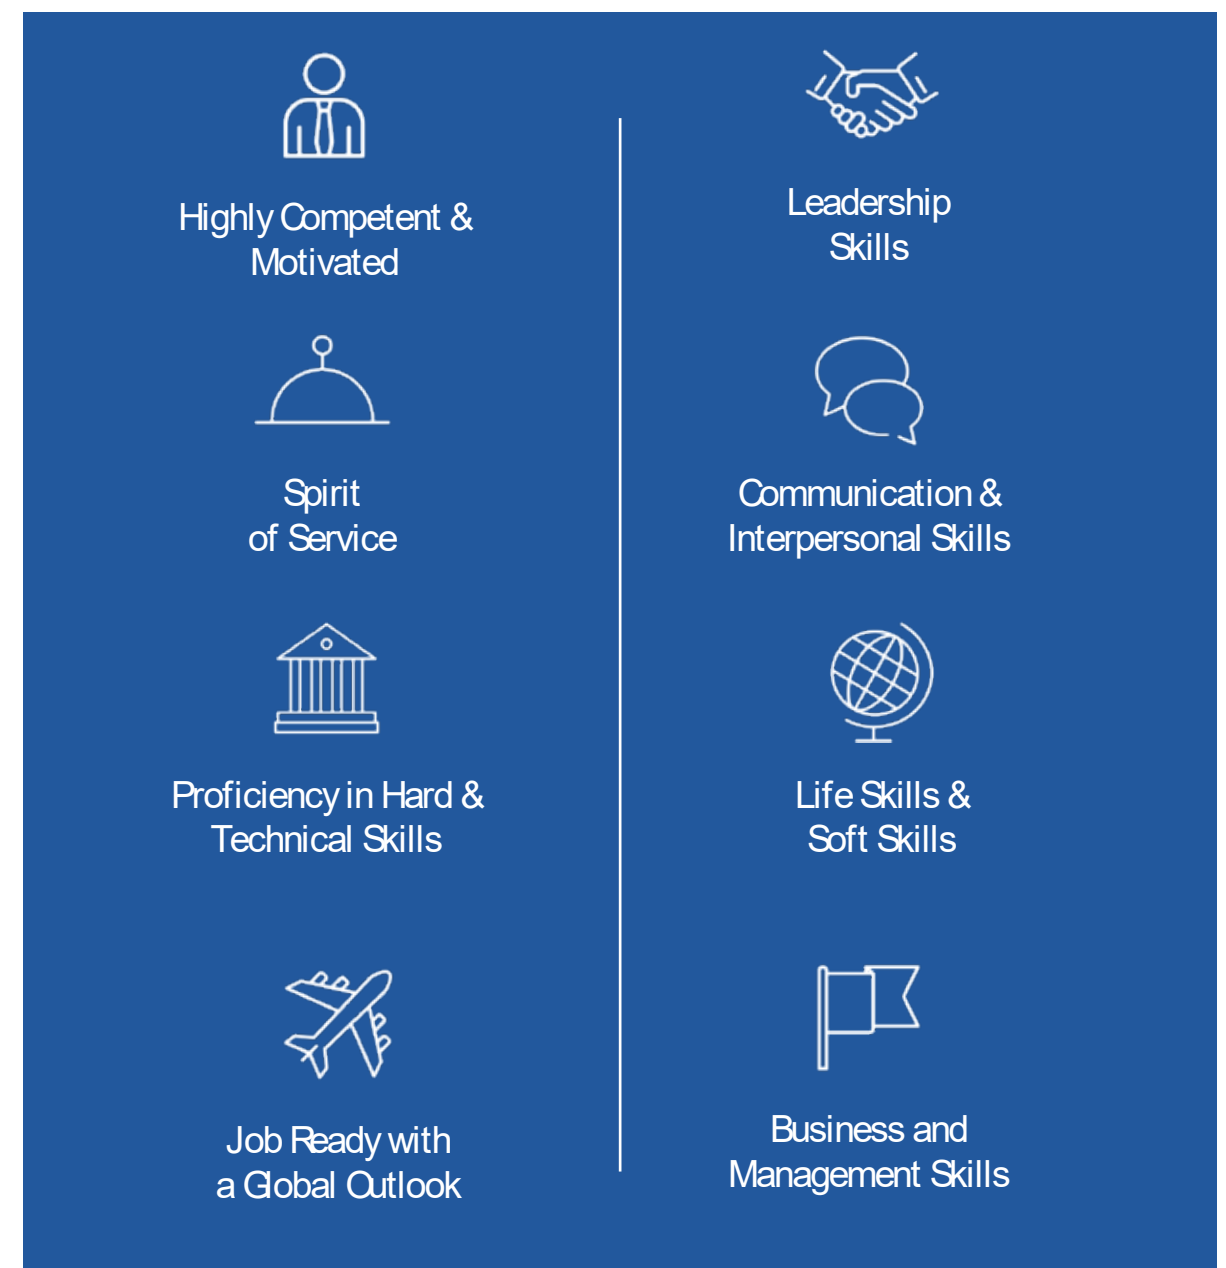 Highly Competent &
Motivated
Leadership
Skills
Spirit
of Service
Communication &
Interpersonal Skills
Proficiency in Hard &
Technical Skills
Life Skills &
Soft Skills
Job Ready with
a Global Outlook
Business and
Management Skills